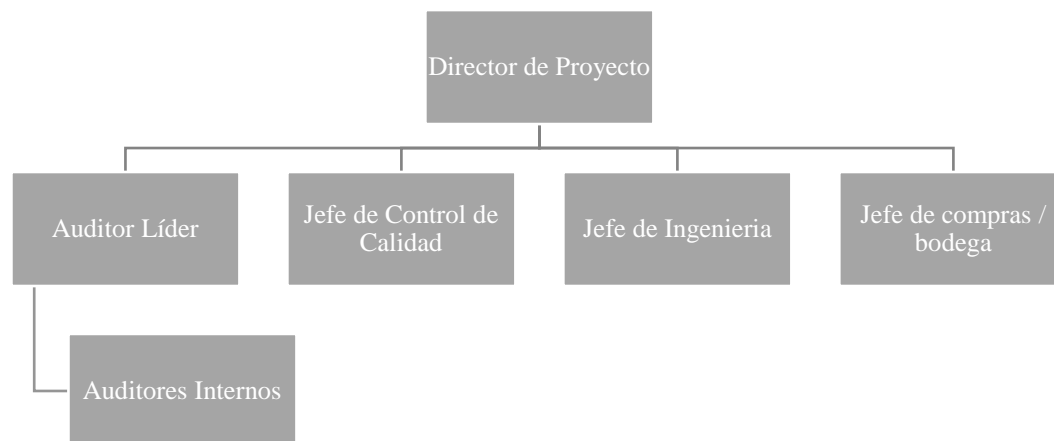 Director de Proyecto
Auditor Líder
Jefe de Control de
Calidad
Jefe de Ingenieria
Jefe de compras /
bodega
Auditores Internos